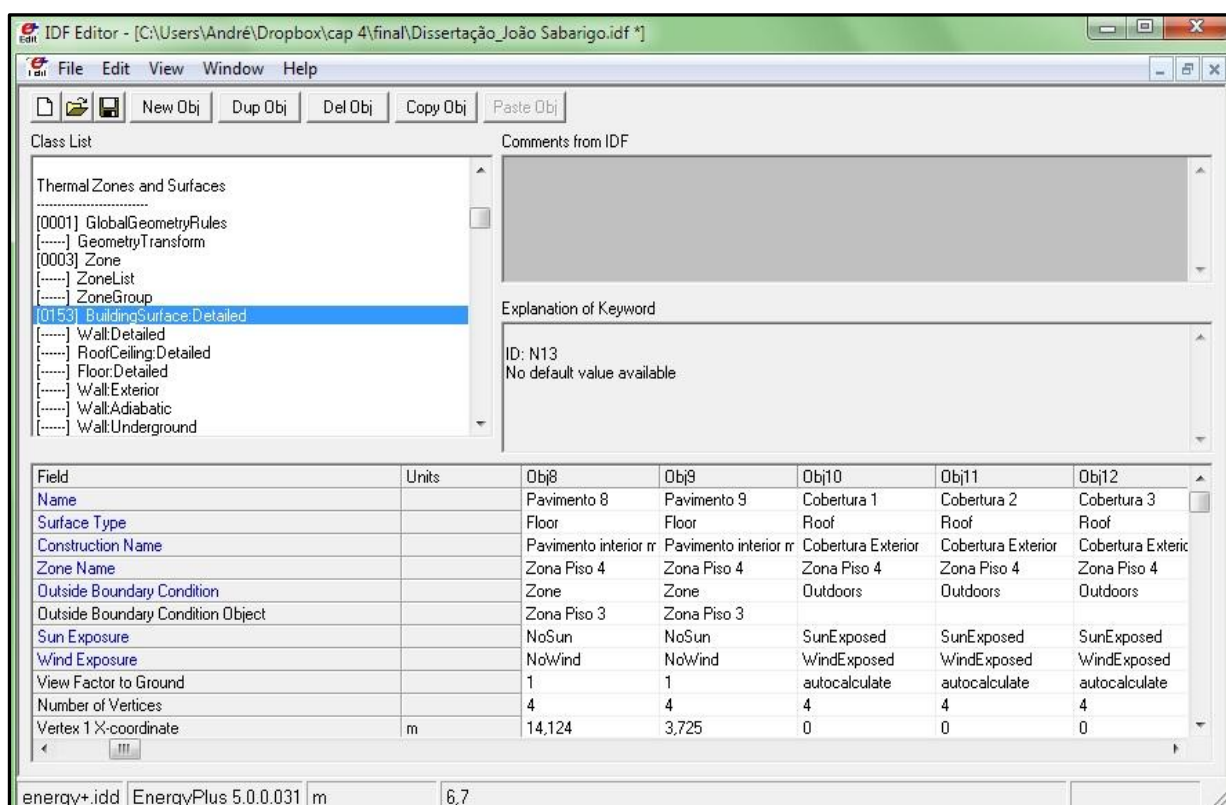 IDF Editor - [C:\Users\André\Dropbox\cap 4\final\Dissertação_João Sabarigo.idf *]
File Edit View Window Help
New Obj Dup Obj Del Obj Copy Obj Paste Obj
Class List
Comments from IDF
Thermal Zones and Surfaces
--------------------------
[0001] GlobalGeometryRules
[------] GeometryTransform
[0003] Zone
[------] ZoneList
[------] ZoneGroup
[0153] BuildingSurface:Detailed
[------] Wall:Detailed
[------] RoofCeiling:Detailed
[------] Floor:Detailed
[------] Wall:Exterior
[------] Wall:Adiabatic
[------] Wall:Underground
Explanation of Keyword
ID: N13
No default value available
Field Units Obj8 Obj9 Obj10 Obj11 Obj12
Name Pavimento 8 Pavimento 9 Cobertura 1 Cobertura 2 Cobertura 3
Surface Type Floor Floor Roof Roof Roof
Construction Name Pavimento interior m Pavimento interior m Cobertura Exterior Cobertura Exterior Cobertura Exteric
Zone Name Zona Piso 4 Zona Piso 4 Zona Piso 4 Zona Piso 4 Zona Piso 4
Outside Boundary Condition Zone Zone Outdoors Outdoors Outdoors
Outside Boundary Condition Object Zona Piso 3 Zona Piso 3
Sun Exposure NoSun NoSun SunExposed SunExposed SunExposed
Wind Exposure NoWind NoWind WindExposed WindExposed WindExposed
View Factor to Ground 1 1 autocalculate autocalculate autocalculate
Number of Vertices 4 4 4 4 4
Vertex 1 X-coordinate m 14,124 3,725 0 0 0
energy+.idd EnergyPlus 5.0.0.031 m 6,7